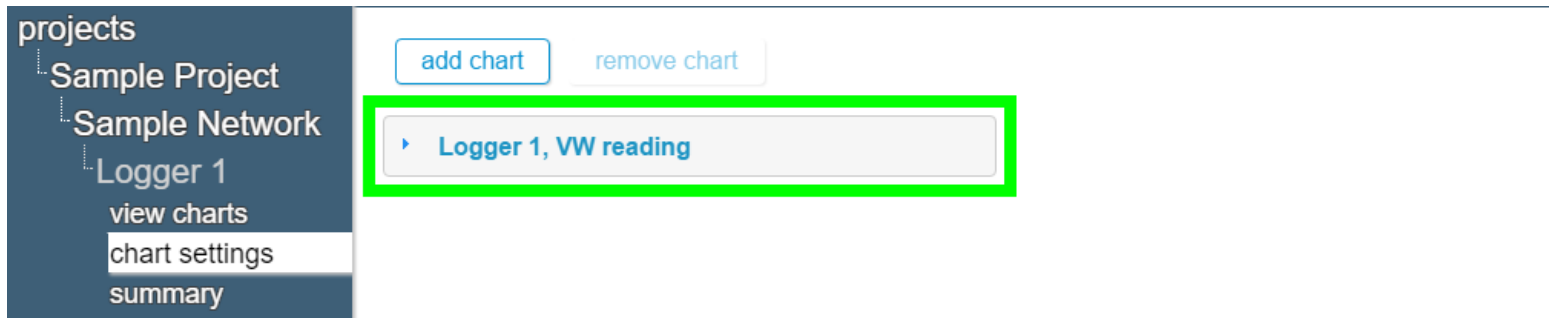 projects
Sample Project
Sample Network
Logger 1
view charts
chart settings
summary
add chart
remove chart
Logger 1, VW reading